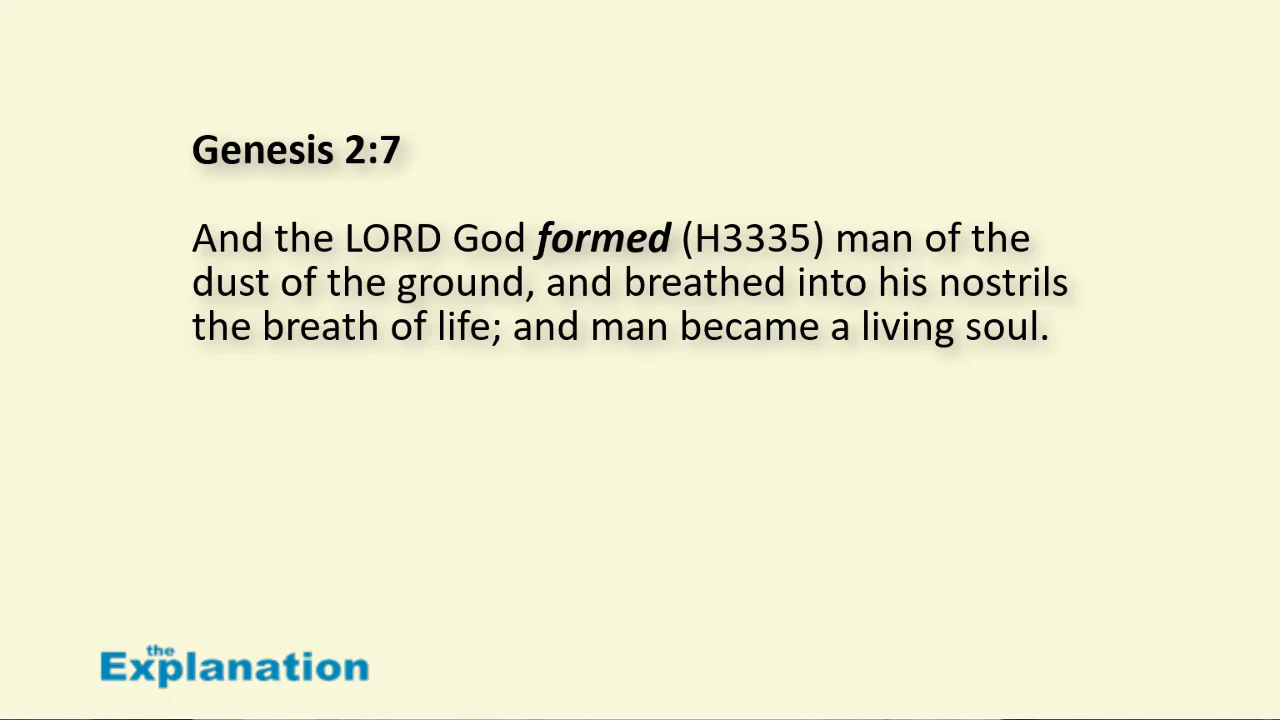 Genesis 2:7
And the LORD God formed (H3335) man of the
dust of the ground, and breathed into his nostrils
the breath of life; and man became a living soul.
the
Explanation